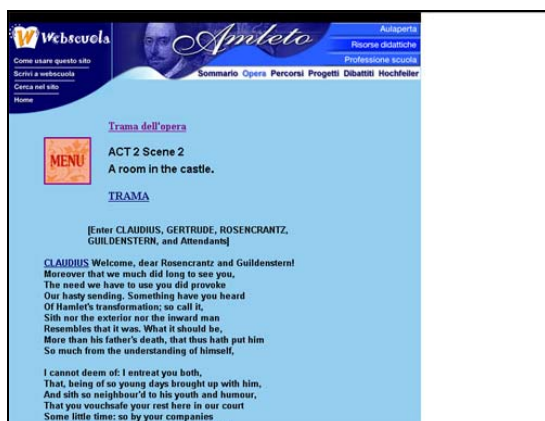 Webscuola
Amleto
Aulaperta
Risorse didattiche
Professione scuola
Come usare questo sito
Scrivi a webscuola
Cerca nel sito
Home
Sommario Opera Percorsi Progetti Dibattiti Hochfeiler
Trama dell'opera
MENU
ACT 2 Scene 2
A room in the castle.
TRAMA
[Enter CLAUDIUS, GERTRUDE, ROSENCRANTZ,
GUILDENSTERN, and Attendants]
CLAUDIUS Welcome, dear Rosencrantz and Guildenstern!
Moreover that we much did long to see you,
The need we have to use you did provoke
Our hasty sending. Something have you heard
Of Hamlet's transformation; so call it,
Sith nor the exterior nor the inward man
Resembles that it was. What it should be,
More than his father's death, that thus hath put him
So much from the understanding of himself,
I cannot deem of: I entreat you both,
That, being of so young days brought up with him,
And sith so neighbour'd to his youth and humour,
That you vouchsafe your rest here in our court
Some little time: so by your companies